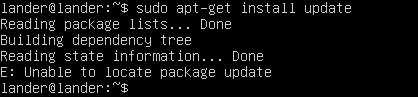 lander@lander:~$ sudo apt-get install update
Reading package lists... Done
Building dependency tree
Reading state information... Done
E: Unable to locate package update
lander@lander:~$